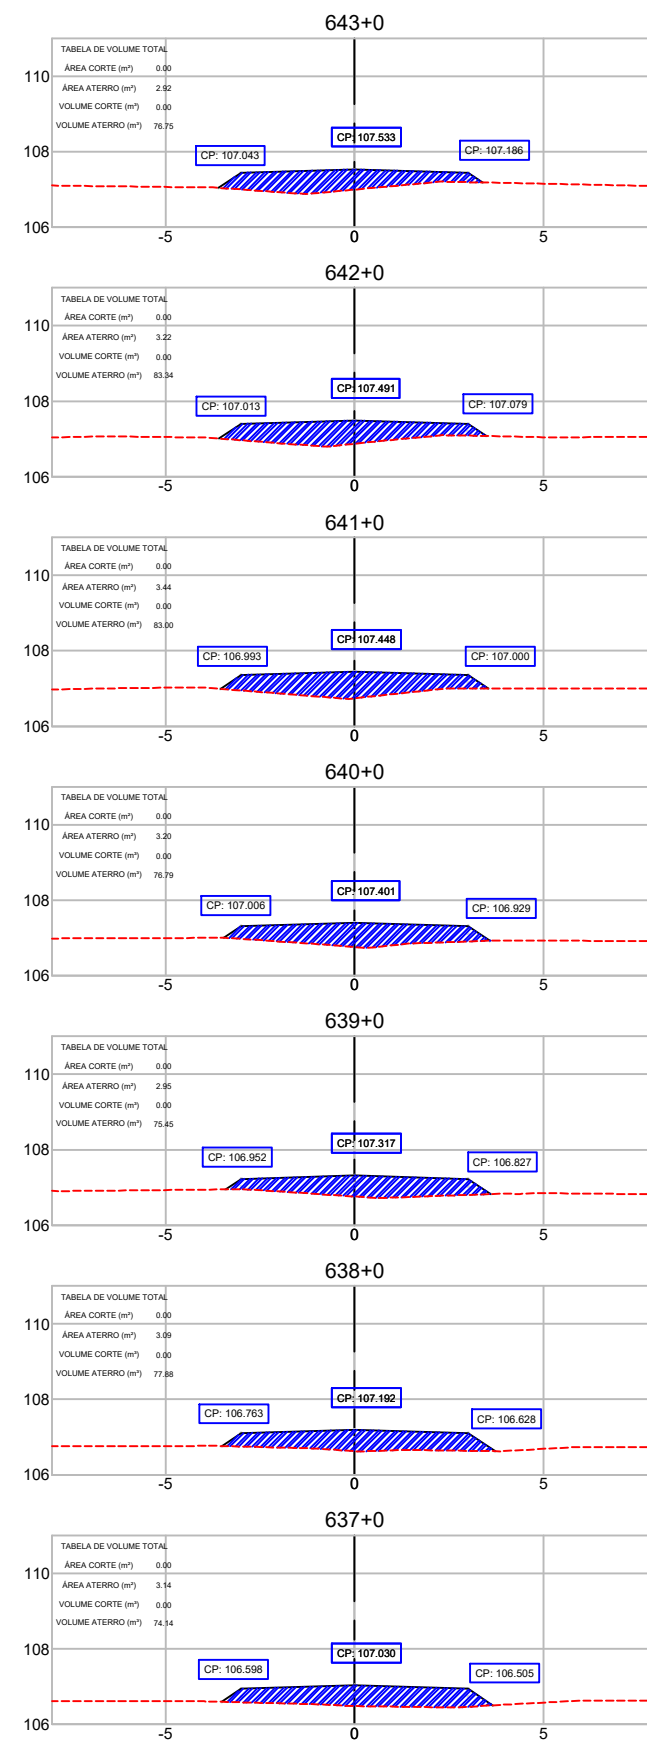 643+0
TABELA DE VOLUME TOTAL
ÁREA CORTE (m²) 0.00
ÁREA ATERRO (m²) 2.92
VOLUME CORTE (m³) 0.00
VOLUME ATERRO (m³) 76.75
110
108
106
CP: 107.043
CP: 107.533
CP: 107.186
-5 0 5
642+0
TABELA DE VOLUME TOTAL
ÁREA CORTE (m²) 0.00
ÁREA ATERRO (m²) 3.22
VOLUME CORTE (m³) 0.00
VOLUME ATERRO (m³) 83.34
110
108
106
CP: 107.013
CP: 107.491
CP: 107.079
-5 0 5
641+0
TABELA DE VOLUME TOTAL
ÁREA CORTE (m²) 0.00
ÁREA ATERRO (m²) 3.44
VOLUME CORTE (m³) 0.00
VOLUME ATERRO (m³) 83.00
110
108
106
CP: 106.993
CP: 107.448
CP: 107.000
-5 0 5
640+0
TABELA DE VOLUME TOTAL
ÁREA CORTE (m²) 0.00
ÁREA ATERRO (m²) 3.20
VOLUME CORTE (m³) 0.00
VOLUME ATERRO (m³) 76.79
110
108
106
CP: 107.006
CP: 107.401
CP: 106.929
-5 0 5
639+0
TABELA DE VOLUME TOTAL
ÁREA CORTE (m²) 0.00
ÁREA ATERRO (m²) 2.95
VOLUME CORTE (m³) 0.00
VOLUME ATERRO (m³) 75.45
110
108
106
CP: 106.952
CP: 107.317
CP: 106.827
-5 0 5
638+0
TABELA DE VOLUME TOTAL
ÁREA CORTE (m²) 0.00
ÁREA ATERRO (m²) 3.09
VOLUME CORTE (m³) 0.00
VOLUME ATERRO (m³) 77.88
110
108
106
CP: 106.763
CP: 107.192
CP: 106.628
-5 0 5
637+0
TABELA DE VOLUME TOTAL
ÁREA CORTE (m²) 0.00
ÁREA ATERRO (m²) 3.14
VOLUME CORTE (m³) 0.00
VOLUME ATERRO (m³) 74.14
110
108
106
CP: 106.598
CP: 107.030
CP: 106.505
-5 0 5